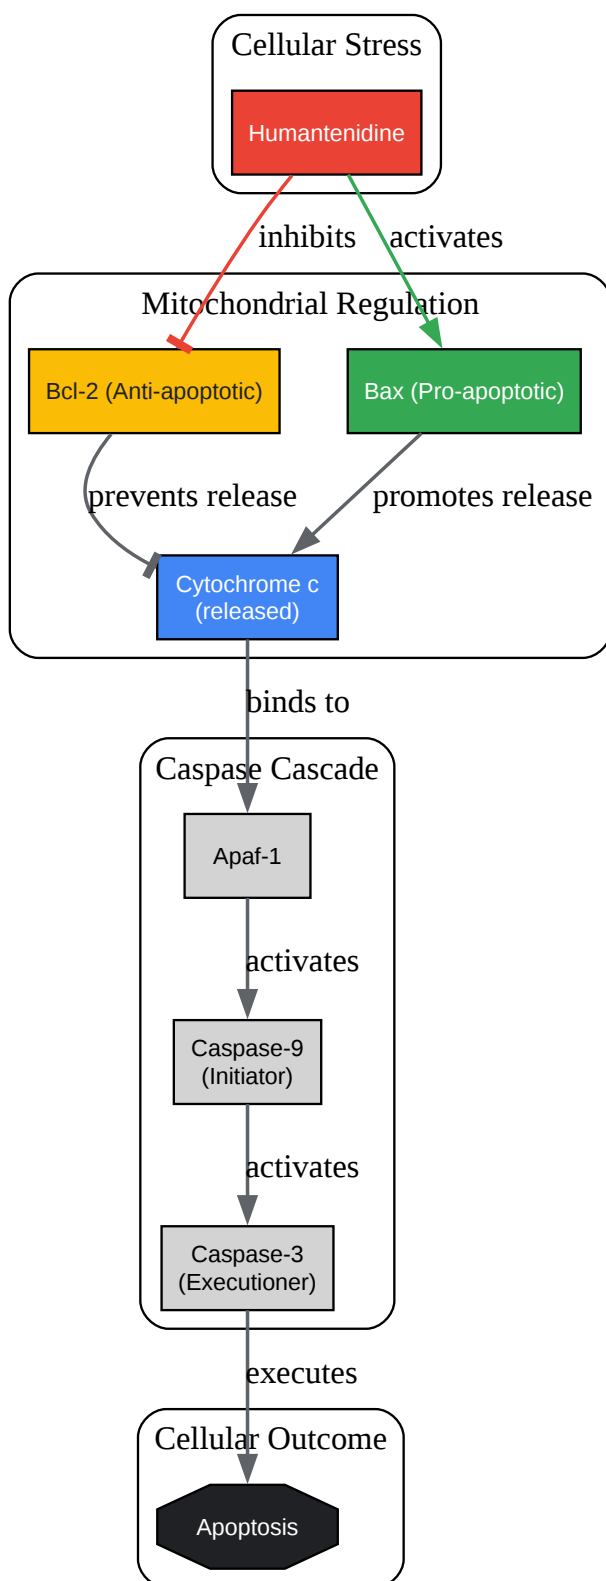 Cellular Stress
Humantenidine
inhibits
activates
Mitochondrial Regulation
Bcl-2 (Anti-apoptotic)
Bax (Pro-apoptotic)
prevents release
promotes release
Cytochrome c
(released)
binds to
Caspase Cascade
Apaf-1
activates
Caspase-9
(Initiator)
activates
Caspase-3
(Executioner)
executes
Cellular Outcome
Apoptosis